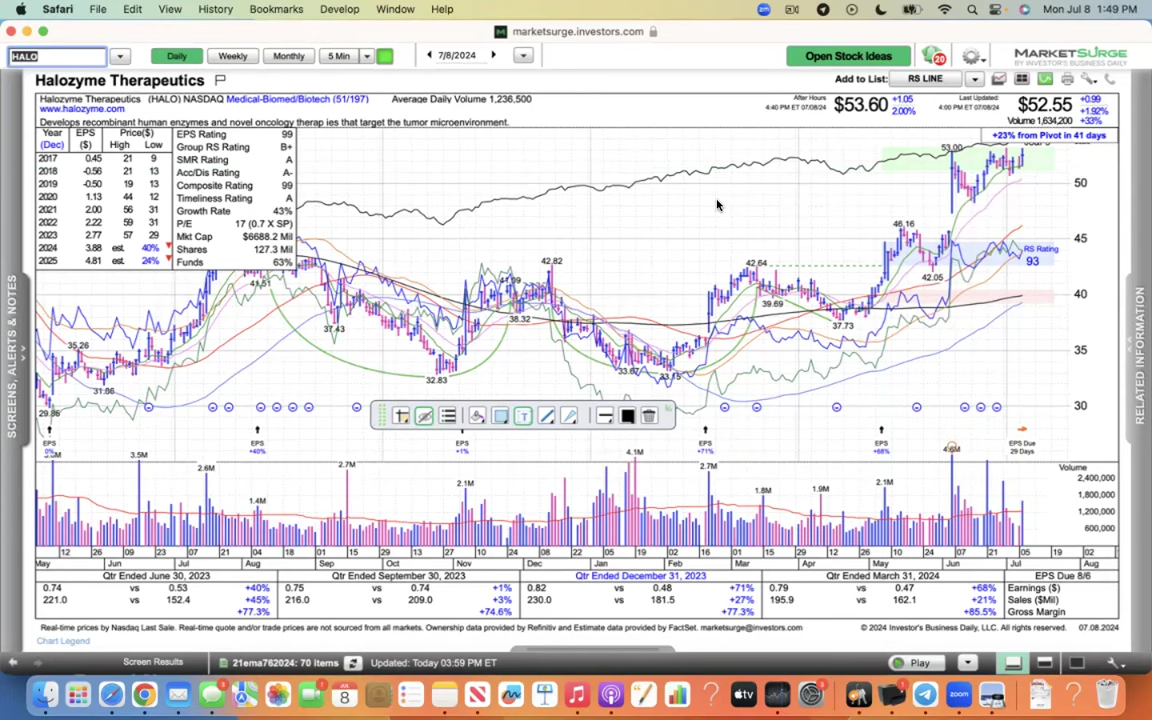 Safari File Edit View History Bookmarks Develop Window Help Mon Jul 8 1:49 PM
marketsurge.investors.com
HALO Daily Weekly Monthly 5 Min 7/8/2024 Open Stock Ideas 20 MARKETSURGE
BY INVESTOR'S BUSINESS DAILY
Halozyme Therapeutics Add to List: RS LINE
Halozyme Therapeutics (HALO) NASDAQ Medical-Biomed/Biotech (51/197) Average Daily Volume 1,236,500
www.halozyme.com
Develops recombinant human enzymes and novel oncology therap ies that target the tumor microenvironment.
After Hours
4:40 PM ET 07/08/24
$53.60 +1.05
2.00%
Last Updated:
4:00 PM ET 07/08/24
$52.55 +0.99
+1.92%
Volume 1,634,200 +33%
+23% from Pivot in 41 days
Year EPS Price($)
(Dec) ($) High Low
2017 0.45 21 9
2018 -0.56 21 13
2019 -0.50 19 13
2020 1.13 44 12
2021 2.00 56 31
2022 2.22 59 31
2023 2.77 57 29
2024 3.88 est. 40%
2025 4.81 est. 24%
EPS Rating 99
Group RS Rating B+
SMR Rating A
Acc/Dis Rating A-
Composite Rating 99
Timeliness Rating A
Growth Rate 43%
P/E 17 (0.7 X SP)
Mkt Cap $6688.2 Mil
Shares 127.3 Mil
Funds 63%
53.00
50
46.16
45
RS Rating
93
42.64
42.82
42.05
41.51
40
39.69
38.32
37.43
37.73
35.26
35
33.15
32.83
31.86
30
EPS
EPS
+40%
EPS
+1%
EPS
+71%
EPS
+68%
EPS Due
29 Days
3.5M 2.6M 1.4M 2.7M 2.1M 4.1M 2.7M 1.8M 1.9M 2.1M
Volume
2,400,000
1,800,000
1,200,000
600,000
12 26 09 23 07 21 04 18 01 15 29 13 27 10 24 08 22 05 19 02 16 01 15 29 12 26 10 24 07 21 05 19 02
May Jun Jul Aug Sep Oct Nov Dec Jan Feb Mar Apr May Jun Jul Aug
Qtr Ended June 30, 2023 Qtr Ended September 30, 2023 Qtr Ended December 31, 2023 Qtr Ended March 31, 2024 EPS Due 8/6
0.74 vs 0.53 +40% 0.75 vs 0.74 +1% 0.82 vs 0.48 +71% 0.79 vs 0.47 +68% Earnings ($)
221.0 vs 152.4 +45% 216.0 vs 209.0 +3% 230.0 vs 181.5 +27% 195.9 vs 162.1 +21% Sales ($Mil)
+77.3% +74.6% +77.3% +85.5% Gross Margin
Real-time prices by Nasdaq Last Sale. Real-time quote and/or trade prices are not sourced from all markets. Ownership data provided by Refinitiv and Estimate data provided by FactSet. marketsurge@investors.com © 2024 Investor's Business Daily, LLC. All rights reserved. 07.08.2024
Chart Legend
SCREENS, ALERTS & NOTES
RELATED INFORMATION
Screen Results 21ema762024: 70 items Updated: Today 03:59 PM ET Play
JUL
8
tv
zoom